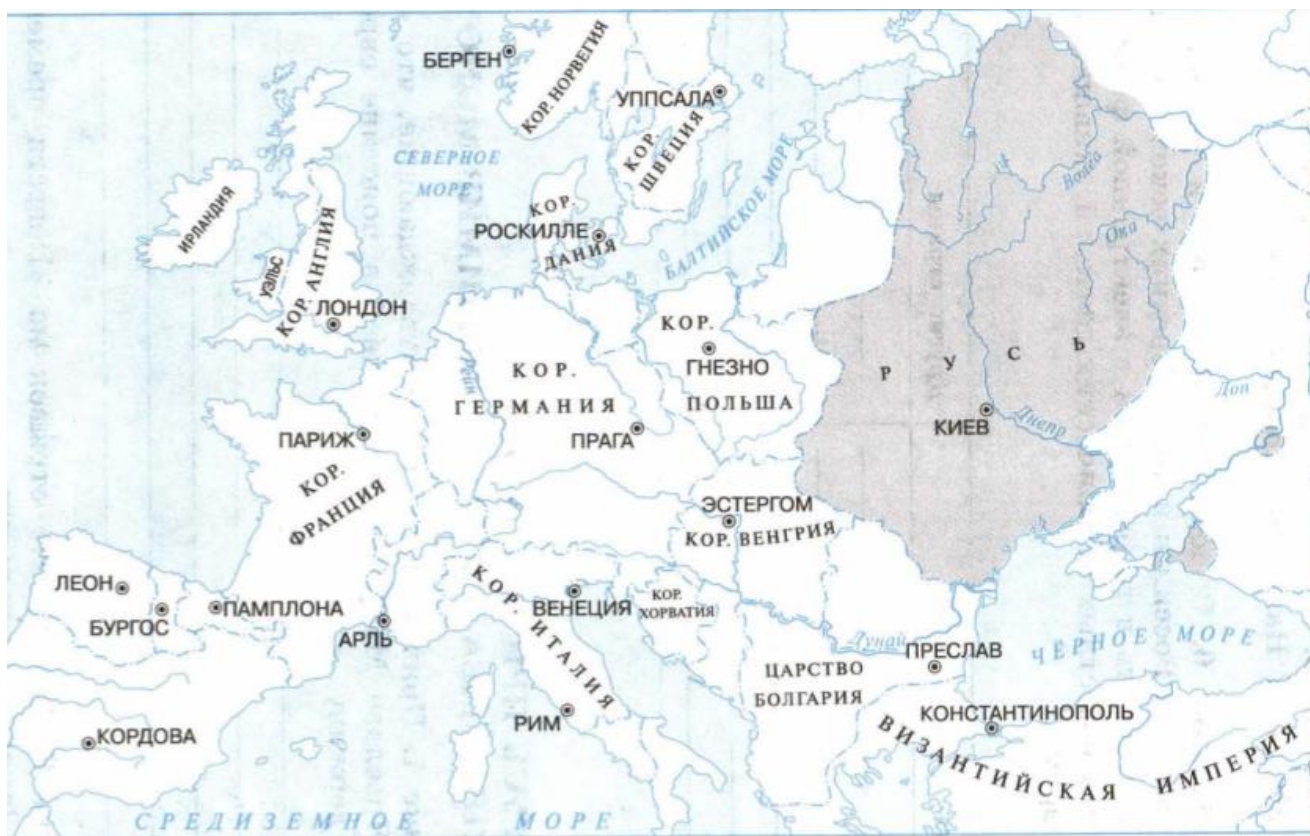 БЕРГЕН
КОР. НОРВЕГИЯ
УППСАЛА
КОР.
ШВЕЦИЯ
СЕВЕРНОЕ
МОРЕ
БАЛТИЙСКОЕ МОРЕ
КОР.
РОСКИЛЛЕ
ДАНИЯ
ИРЛАНДИЯ
УЭЛЬС
КОР. АНГЛИЯ
ЛОНДОН
Волга
Ока
КОР.
ГНЕЗНО
ПОЛЬША
КОР.
ГЕРМАНИЯ
Рейн
ПРАГА
РУСЬ
КИЕВ
Днепр
Дон
ПАРИЖ
КОР.
ФРАНЦИЯ
ЭСТЕРГОМ
КОР. ВЕНГРИЯ
ЛЕОН
БУРГОС
ПАМПЛОНА
АРЛЬ
КОР. ИТАЛИЯ
ВЕНЕЦИЯ
КОР.
ХОРВАТИЯ
Дунай
ПРЕСЛАВ
ЧЁРНОЕ МОРЕ
ЦАРСТВО
БОЛГАРИЯ
КОРДОВА
РИМ
КОНСТАНТИНОПОЛЬ
ВИЗАНТИЙСКАЯ ИМПЕРИЯ
СРЕДИЗЕМНОЕ МОРЕ